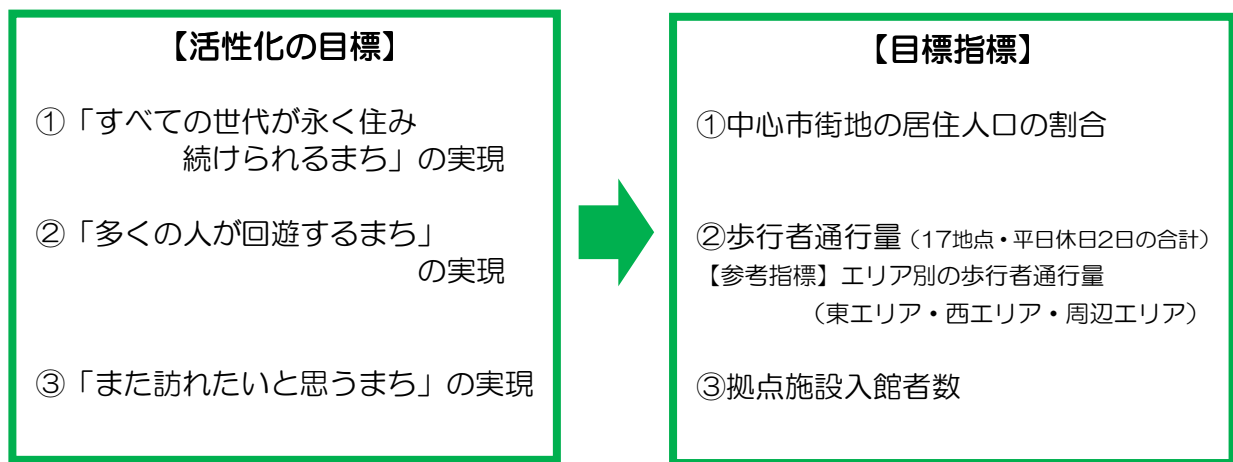 【活性化の目標】
①「すべての世代が永く住み
続けられるまち」の実現
②「多くの人が回遊するまち」
の実現
③「また訪れたいと思うまち」の実現
【目標指標】
①中心市街地の居住人口の割合
②歩行者通行量（17地点・平日休日2日の合計）
【参考指標】エリア別の歩行者通行量
（東エリア・西エリア・周辺エリア）
③拠点施設入館者数